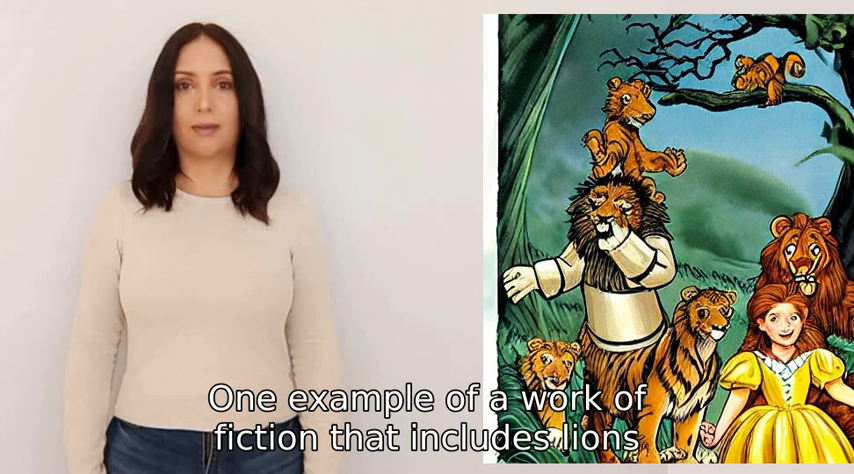 One example of a work of
fiction that includes lions